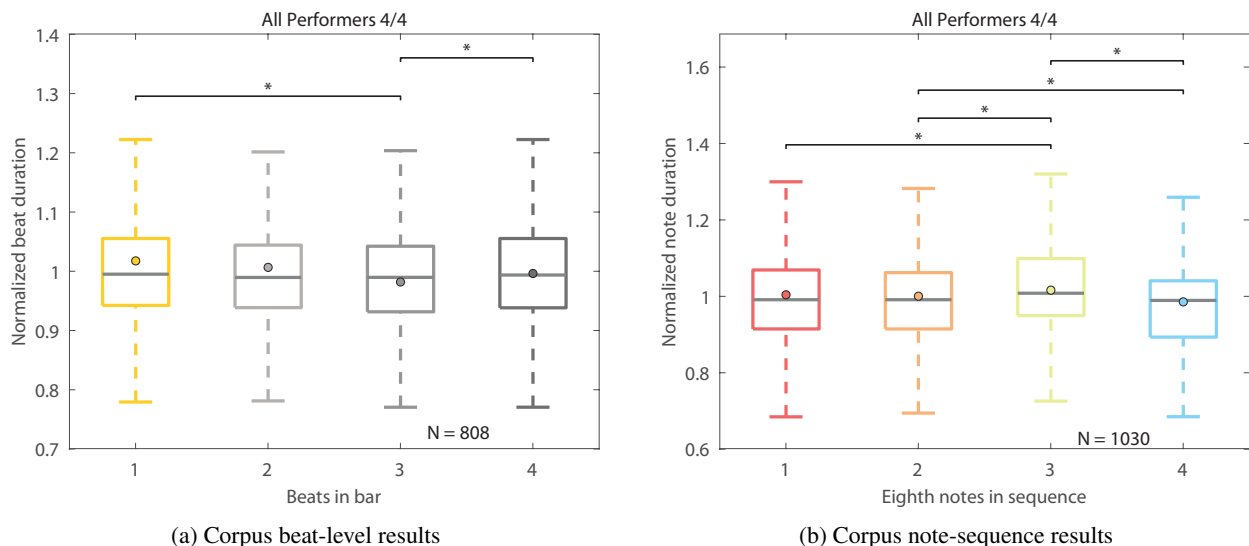 All Performers 4/4
1.4
1.3
1.2
1.1
1
0.9
0.8
0.7
Normalized beat duration
*
*
N = 808
1 2 3 4
Beats in bar
(a) Corpus beat-level results
All Performers 4/4
1.6
1.4
1.2
1.0
0.8
0.6
Normalized note duration
*
*
*
*
N = 1030
1 2 3 4
Eighth notes in sequence
(b) Corpus note-sequence results